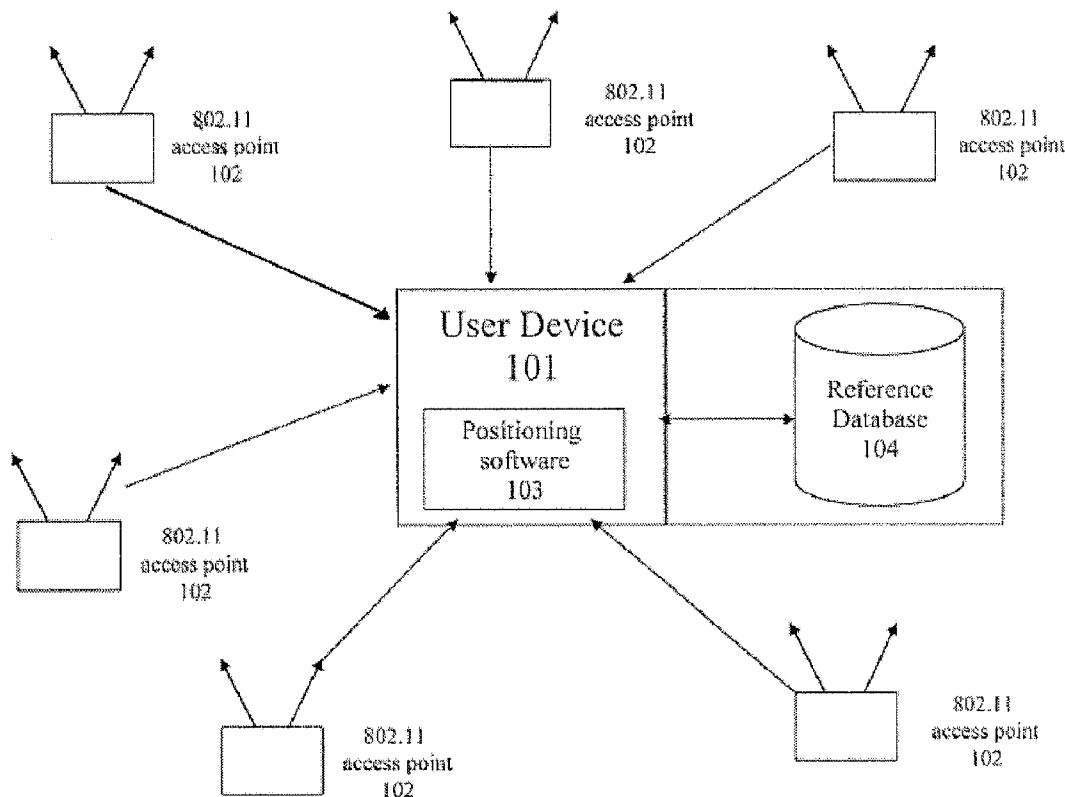 802.11
access point
102
802.11
access point
102
802.11
access point
102
User Device
101
Positioning
software
103
Reference
Database
104
802.11
access point
102
802.11
access point
102
802.11
access point
102